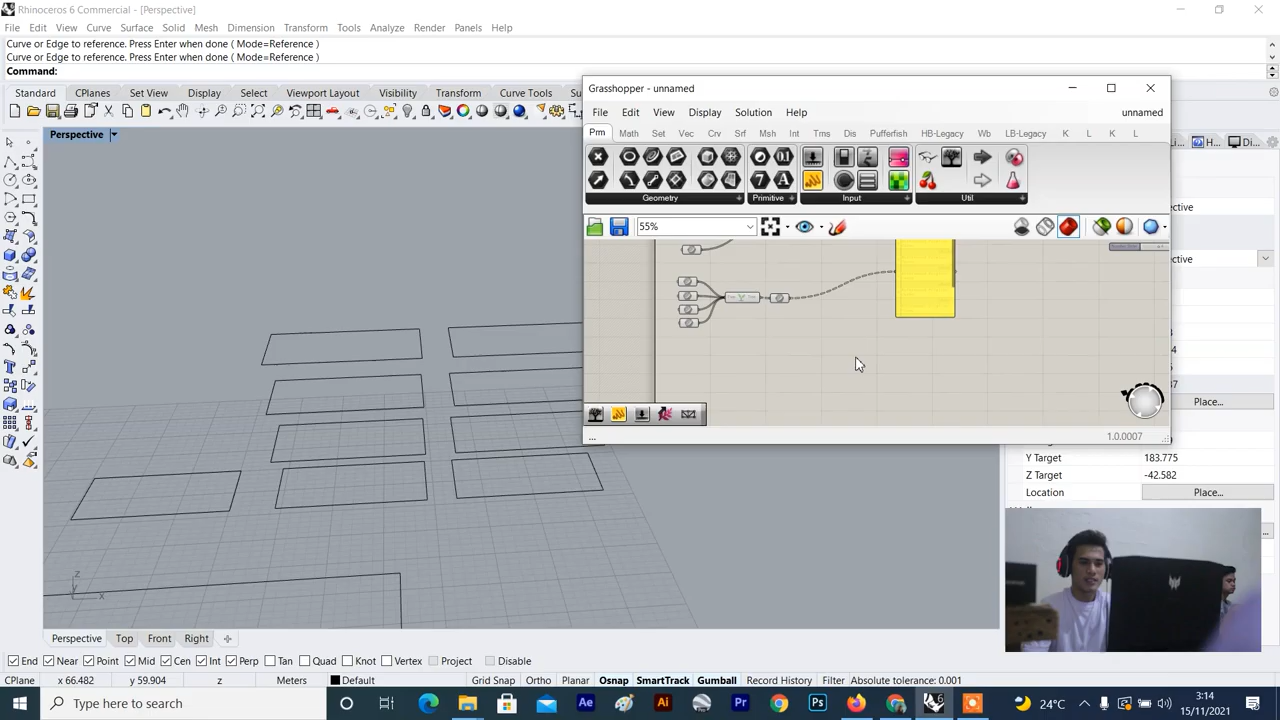 Rhinoceros 6 Commercial - [Perspective]
File Edit View Curve Surface Solid Mesh Dimension Transform Tools Analyze Render Panels Help
Curve or Edge to reference. Press Enter when done ( Mode=Reference )
Curve or Edge to reference. Press Enter when done ( Mode=Reference )
Command:
Standard CPlanes Set View Display Select Viewport Layout Visibility Transform Curve Tools
Perspective
Grasshopper - unnamed
File Edit View Display Solution Help unnamed
Prm Math Set Vec Crv Srf Msh Int Trns Dis Pufferfish HB-Legacy Wb LB-Legacy K L K L
Geometry Primitive Input Util
55%
...
1.0.0007
Place...
Y Target 183.775
Z Target -42.582
Location Place...
z
y
x
Perspective Top Front Right
End Near Point Mid Cen Int Perp Tan Quad Knot Vertex Project Disable
CPlane x 66.482 y 59.904 z Meters Default Grid Snap Ortho Planar Osnap SmartTrack Gumball Record History Filter Absolute tolerance: 0.001
Type here to search
24°C
3:14
15/11/2021